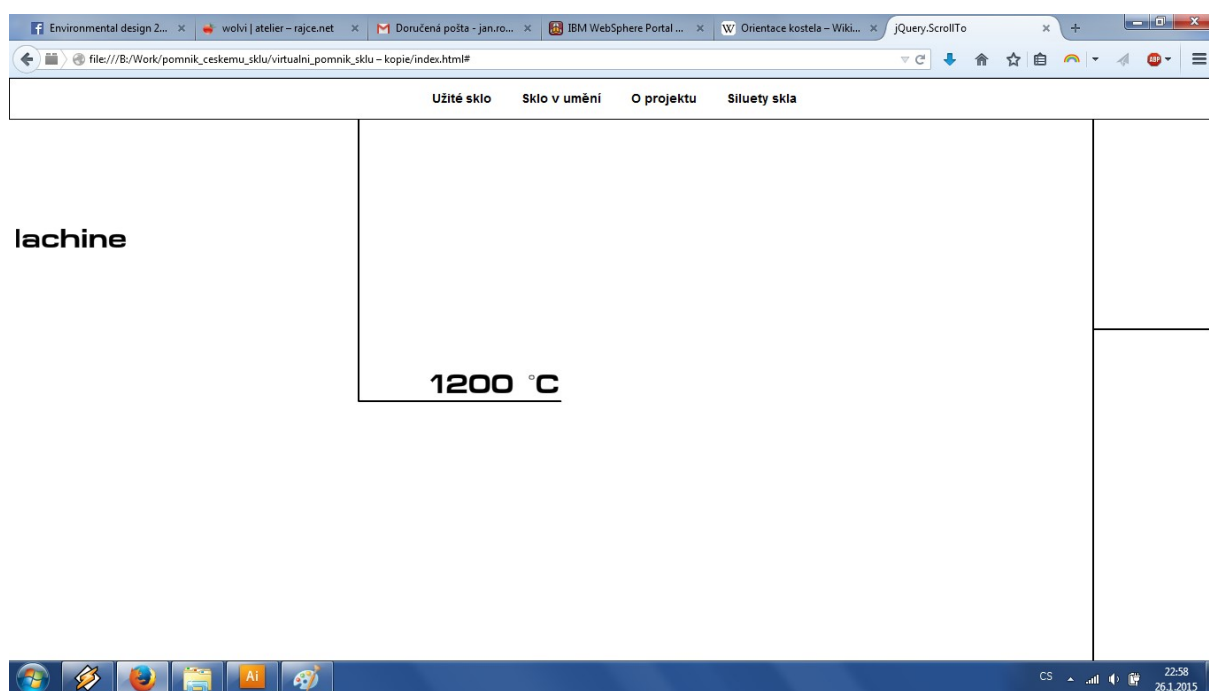 Environmental design 2...
wolvi | atelier – rajce.net
Doručená pošta - jan.ro...
IBM WebSphere Portal ...
W Orientace kostela – Wiki...
jQuery.ScrollTo
file:///B:/Work/pomnik_ceskemu_sklu/virtualni_pomnik_sklu – kopie/index.html#
ABP
Užité sklo Sklo v umění O projektu Siluety skla
lachine
1200 °C
Ai
CS
22:58
26.1.2015